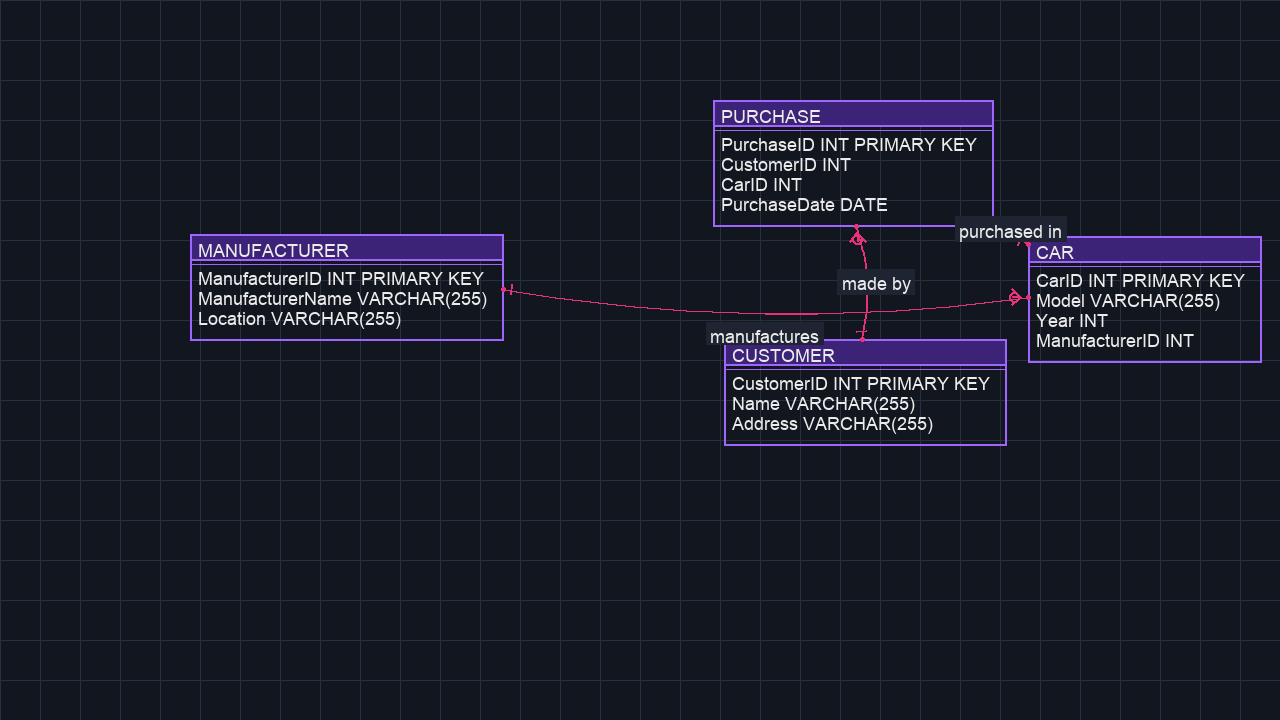 PURCHASE
PurchaseID INT PRIMARY KEY
CustomerID INT
CarID INT
PurchaseDate DATE
purchased in
MANUFACTURER
ManufacturerID INT PRIMARY KEY
ManufacturerName VARCHAR(255)
Location VARCHAR(255)
CAR
CarID INT PRIMARY KEY
Model VARCHAR(255)
Year INT
ManufacturerID INT
made by
manufactures
CUSTOMER
CustomerID INT PRIMARY KEY
Name VARCHAR(255)
Address VARCHAR(255)